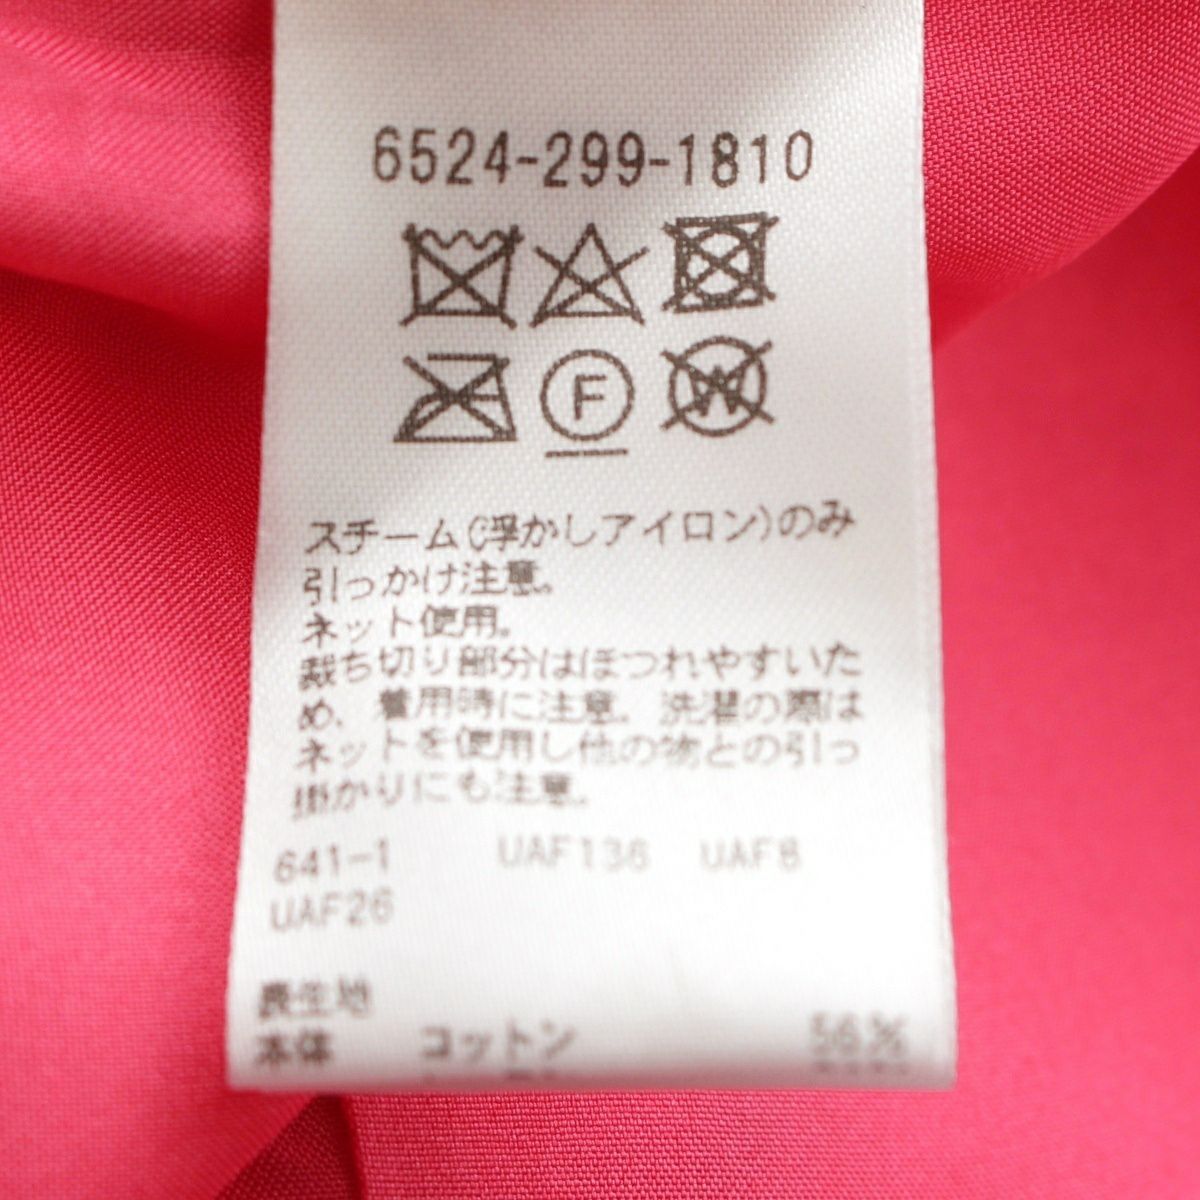 6524-299-1810
F
W
スチーム(浮かしアイロン)のみ
引っかけ注意。
ネット使用。
裁ち切り部分はほつれやすいた
め、着用時に注意。洗濯の際は
ネットを使用し他の物との引っ
掛かりにも注意。
641-1 UAF136 UAF8
UAF26
表生地
本体 コットン 56%